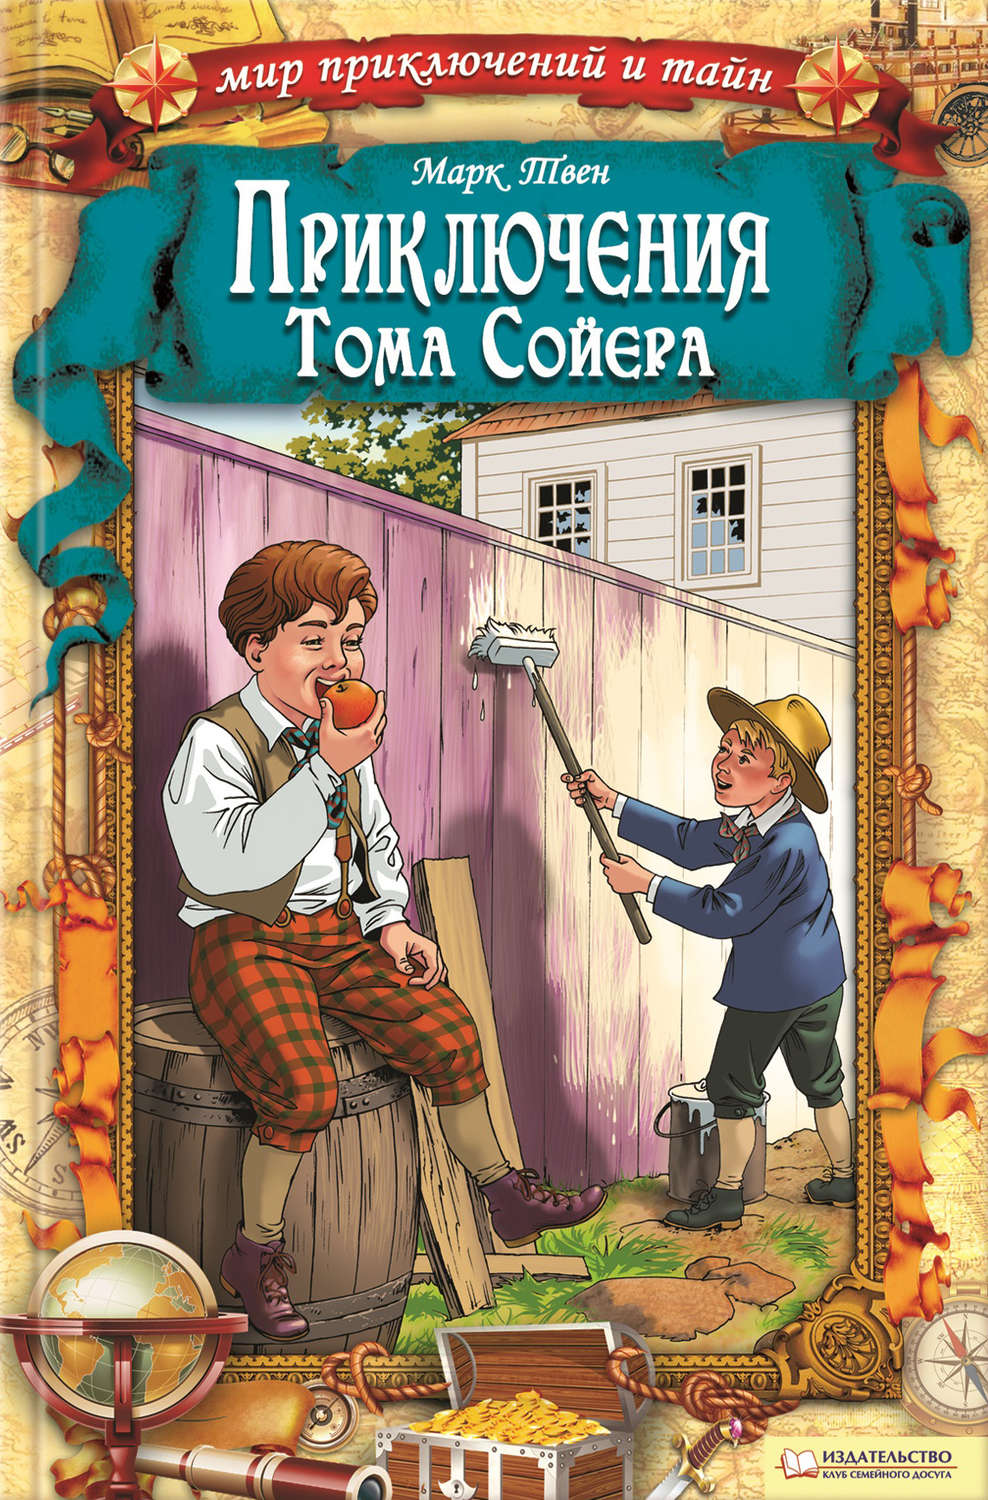 мир приключений и тайн
Марк Твен
Приключения
Тома Сойера
ИЗДАТЕЛЬСТВО
КЛУБ СЕМЕЙНОГО ДОСУГА